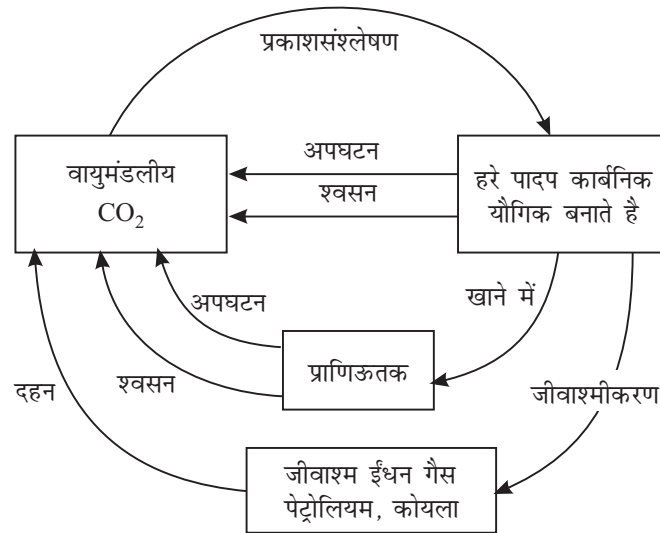 प्रकाशसंश्लेषण
वायुमंडलीय
CO₂
अपघटन
श्वसन
हरे पादप कार्बनिक
यौगिक बनाते है
खाने में
अपघटन
श्वसन
दहन
प्राणिऊतक
जीवाश्मीकरण
जीवाश्म ईंधन गैस
पेट्रोलियम, कोयला